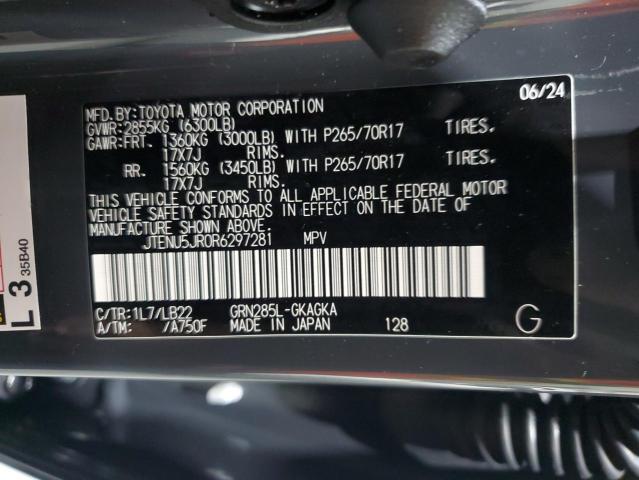 06/24
MFD.BY:TOYOTA MOTOR CORPORATION
GVWR:2855KG (6300LB)
GAWR:FRT. 1360KG (3000LB) WITH P265/70R17 TIRES.
17X7J RIMS.
RR. 1560KG (3450LB) WITH P265/70R17 TIRES.
17X7J RIMS.
THIS VEHICLE CONFORMS TO ALL APPLICABLE FEDERAL MOTOR
VEHICLE SAFETY STANDARDS IN EFFECT ON THE DATE OF
MANUFACTURE SHOWN ABOVE.
JTENU5JR0R6297281 MPV
C/TR:1L7/LB22 GRN285L-GKAGKA
A/TM: /A750F MADE IN JAPAN 128 G
L 3 35B40